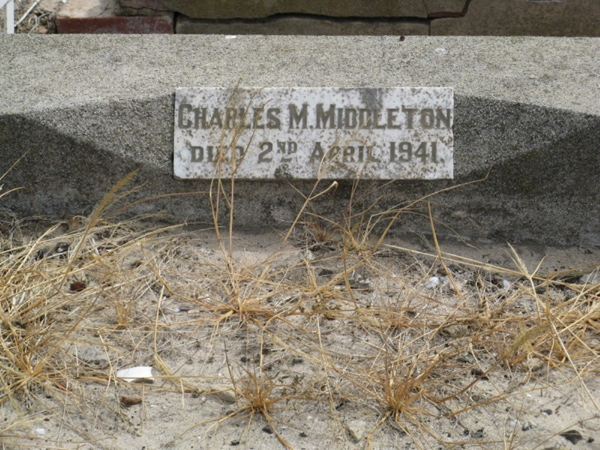 CHARLES M. MIDDLETON
DIED 2ND APRIL 1941.